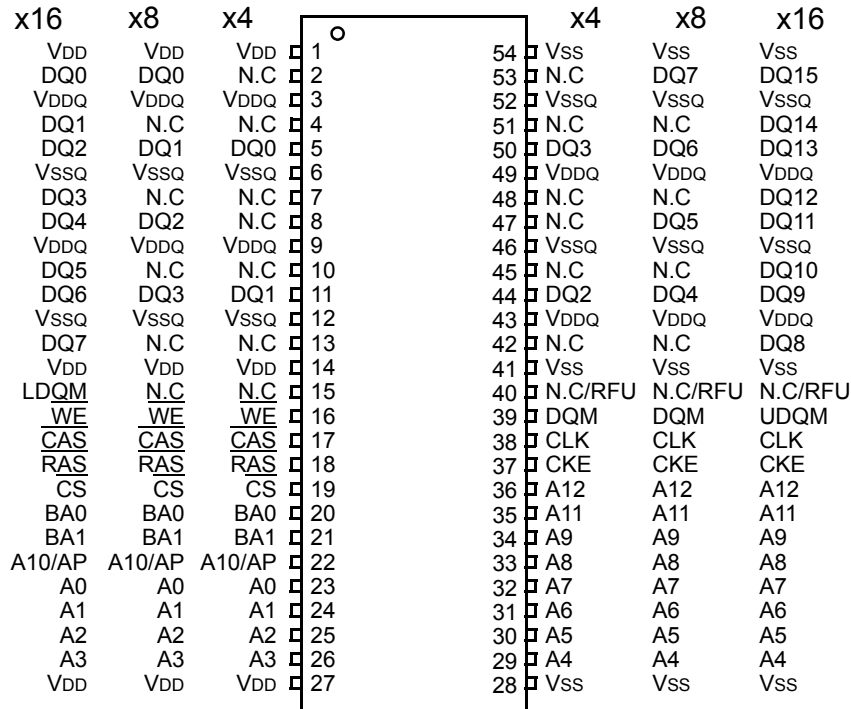 x16 x8 x4 x4 x8 x16
VDD VDD VDD 1 54 VSS VSS VSS
DQ0 DQ0 N.C 2 53 N.C DQ7 DQ15
VDDQ VDDQ VDDQ 3 52 VSSQ VSSQ VSSQ
DQ1 N.C N.C 4 51 N.C N.C DQ14
DQ2 DQ1 DQ0 5 50 DQ3 DQ6 DQ13
VSSQ VSSQ VSSQ 6 49 VDDQ VDDQ VDDQ
DQ3 N.C N.C 7 48 N.C N.C DQ12
DQ4 DQ2 N.C 8 47 N.C DQ5 DQ11
VDDQ VDDQ VDDQ 9 46 VSSQ VSSQ VSSQ
DQ5 N.C N.C 10 45 N.C N.C DQ10
DQ6 DQ3 DQ1 11 44 DQ2 DQ4 DQ9
VSSQ VSSQ VSSQ 12 43 VDDQ VDDQ VDDQ
DQ7 N.C N.C 13 42 N.C N.C DQ8
VDD VDD VDD 14 41 VSS VSS VSS
LDQM N.C N.C 15 40 N.C/RFU N.C/RFU N.C/RFU
WE WE WE 16 39 DQM DQM UDQM
CAS CAS CAS 17 38 CLK CLK CLK
RAS RAS RAS 18 37 CKE CKE CKE
CS CS CS 19 36 A12 A12 A12
BA0 BA0 BA0 20 35 A11 A11 A11
BA1 BA1 BA1 21 34 A9 A9 A9
A10/AP A10/AP A10/AP 22 33 A8 A8 A8
A0 A0 A0 23 32 A7 A7 A7
A1 A1 A1 24 31 A6 A6 A6
A2 A2 A2 25 30 A5 A5 A5
A3 A3 A3 26 29 A4 A4 A4
VDD VDD VDD 27 28 VSS VSS VSS